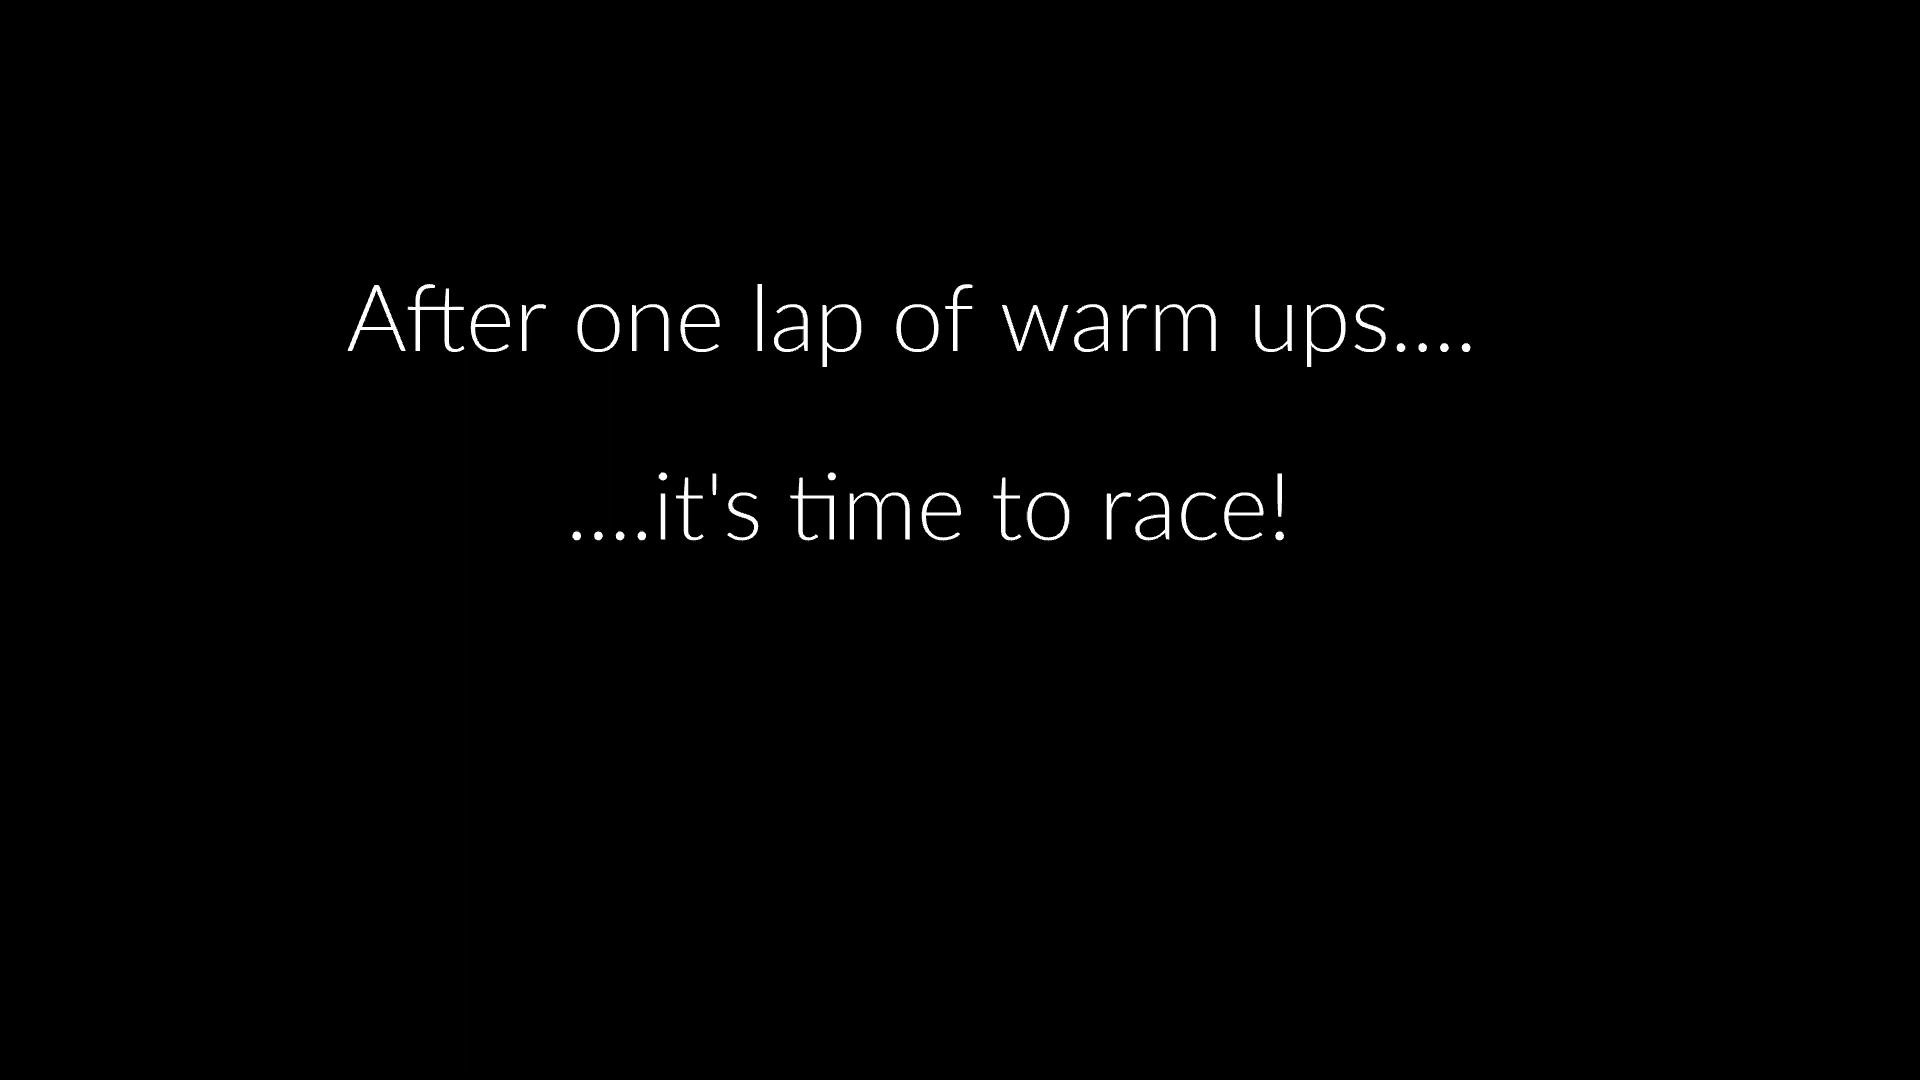 After one lap of warm ups....
....it's time to race!